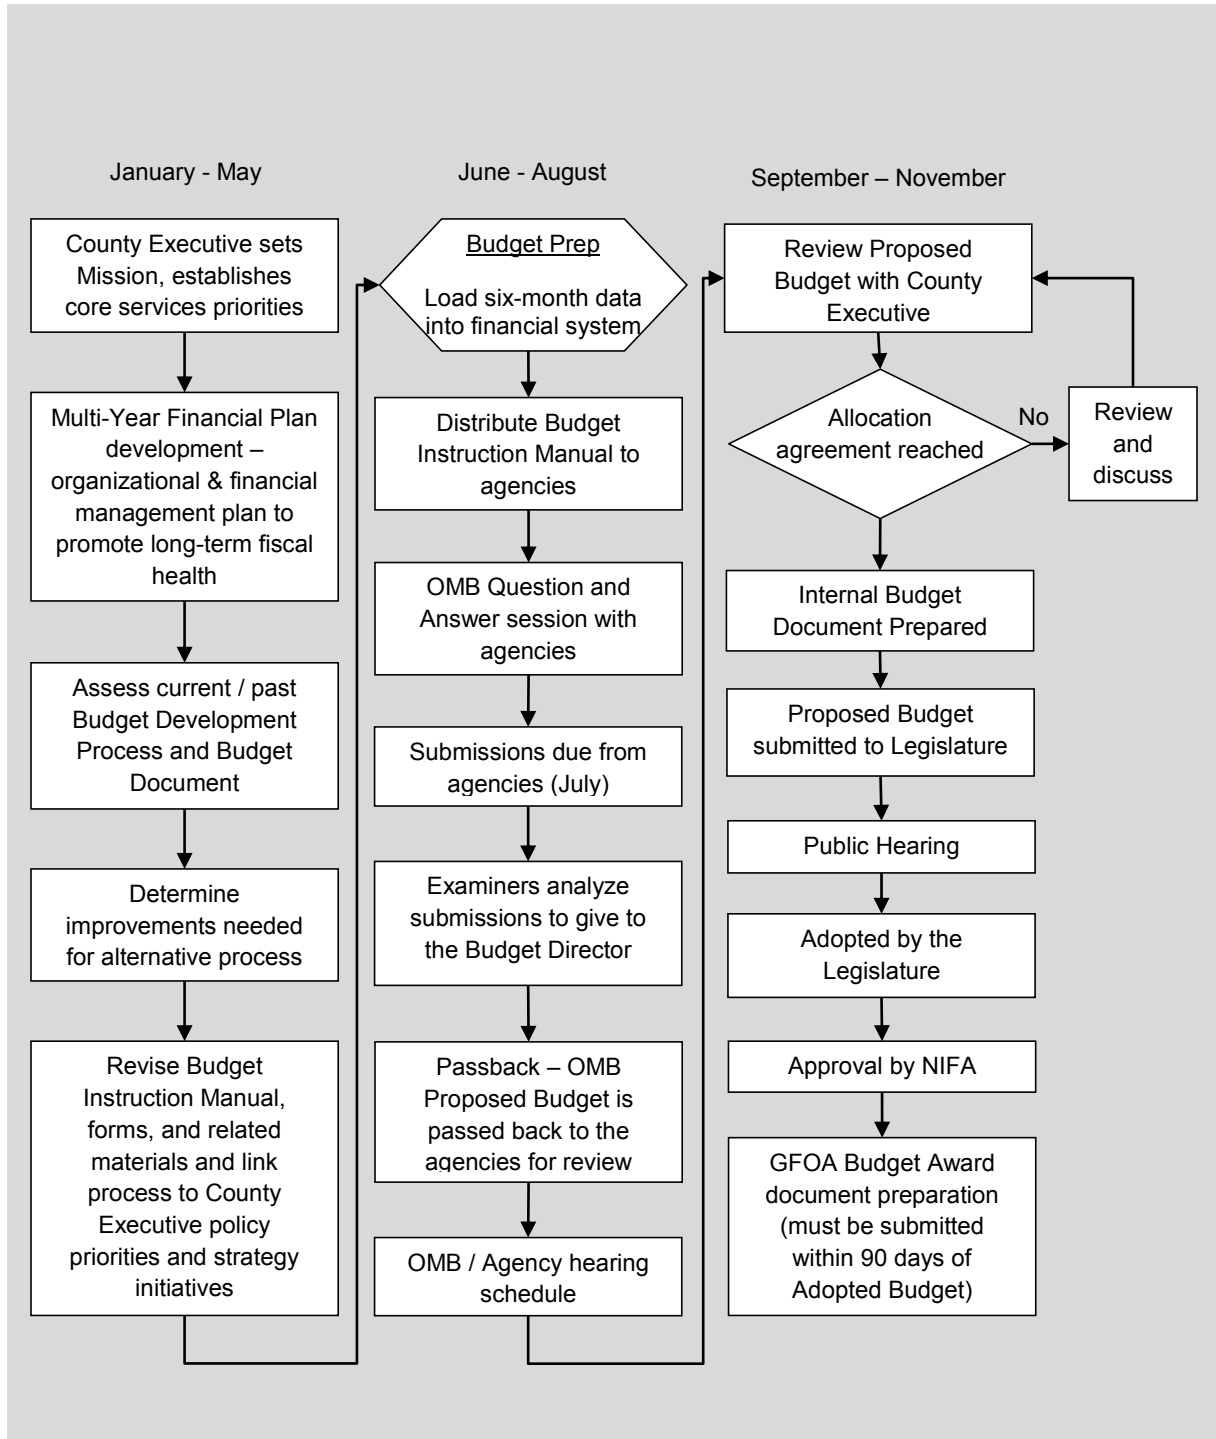 January - May
County Executive sets
Mission, establishes
core services priorities
Multi-Year Financial Plan
development –
organizational & financial
management plan to
promote long-term fiscal
health
Assess current / past
Budget Development
Process and Budget
Document
Determine
improvements needed
for alternative process
Revise Budget
Instruction Manual,
forms, and related
materials and link
process to County
Executive policy
priorities and strategy
initiatives
June - August
Budget Prep
Load six-month data
into financial system
Distribute Budget
Instruction Manual to
agencies
OMB Question and
Answer session with
agencies
Submissions due from
agencies (July)
Examiners analyze
submissions to give to
the Budget Director
Passback – OMB
Proposed Budget is
passed back to the
agencies for review
OMB / Agency hearing
schedule
September – November
Review Proposed
Budget with County
Executive
Allocation
agreement reached
No
Review
and
discuss
Internal Budget
Document Prepared
Proposed Budget
submitted to Legislature
Public Hearing
Adopted by the
Legislature
Approval by NIFA
GFOA Budget Award
document preparation
(must be submitted
within 90 days of
Adopted Budget)